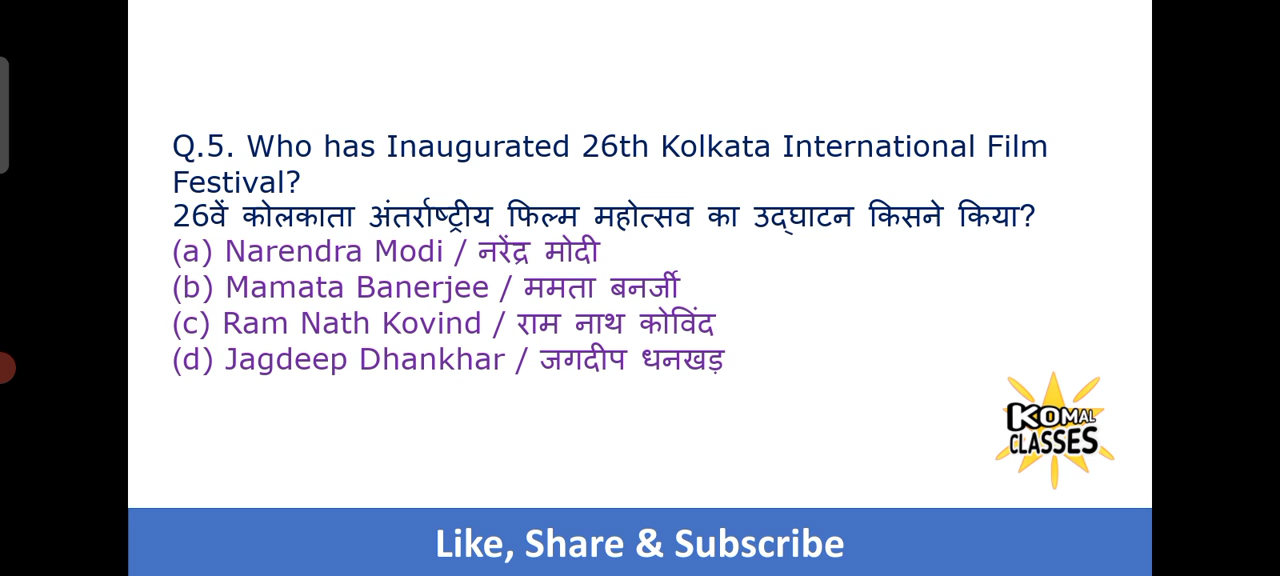 Q.5. Who has Inaugurated 26th Kolkata International Film
Festival?
26वें कोलकाता अंतर्राष्ट्रीय फिल्म महोत्सव का उद्घाटन किसने किया?
(a) Narendra Modi / नरेंद्र मोदी
(b) Mamata Banerjee / ममता बनर्जी
(c) Ram Nath Kovind / राम नाथ कोविंद
(d) Jagdeep Dhankhar / जगदीप धनखड़
KOMAL
CLASSES
Like, Share & Subscribe